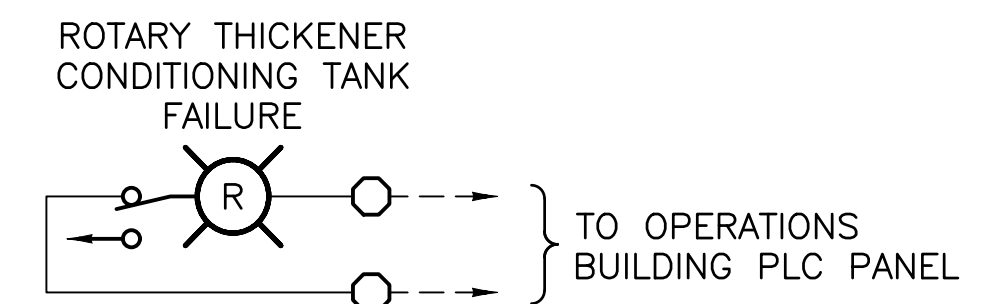 ROTARY THICKENER
CONDITIONING TANK
FAILURE
R
TO OPERATIONS
BUILDING PLC PANEL